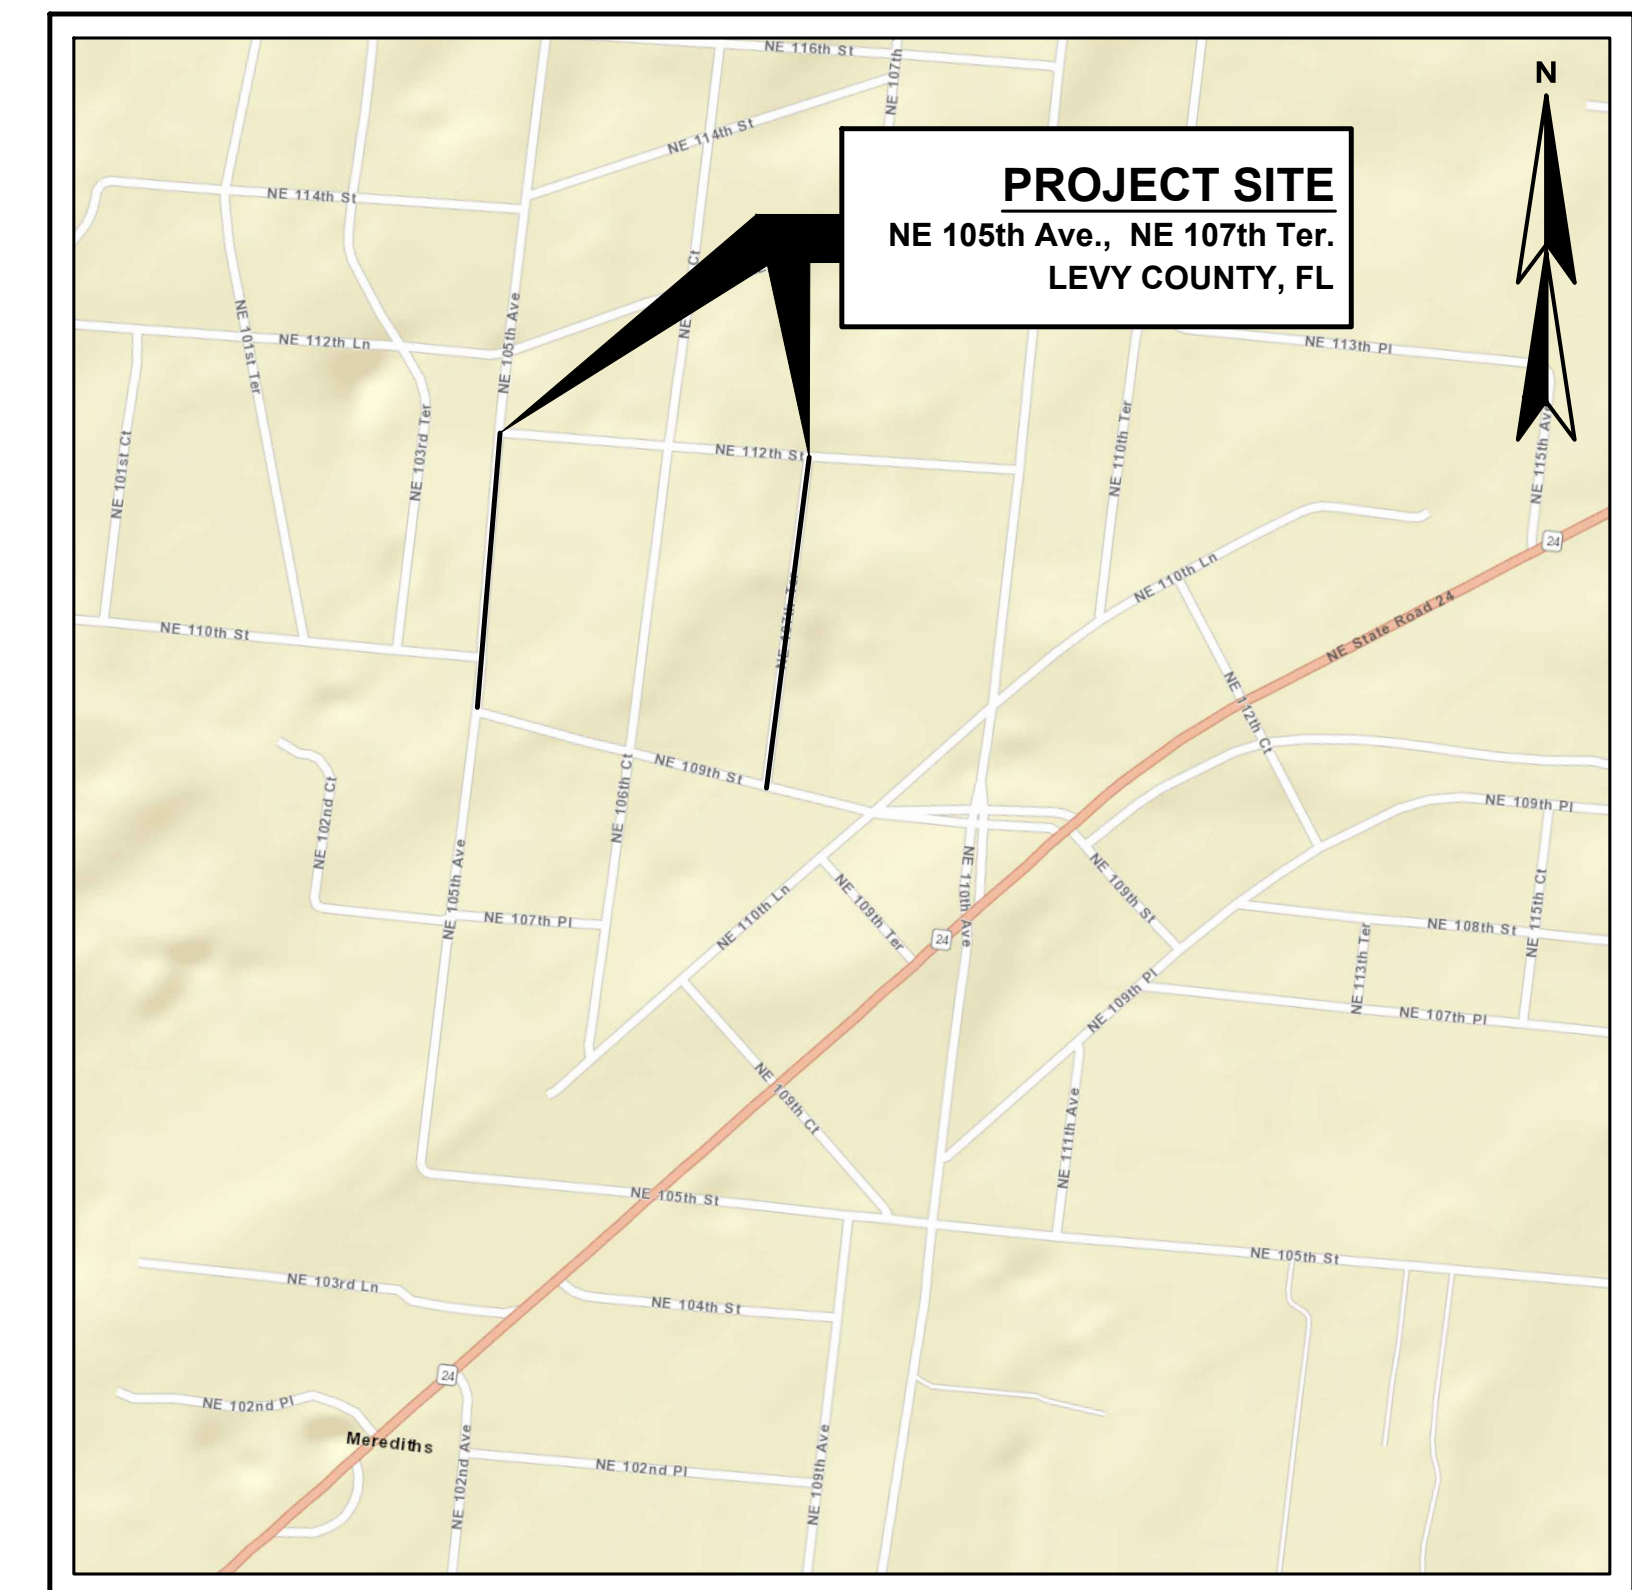 NE 116th St
NE 107th
N
NE 114th St
PROJECT SITE
NE 105th Ave., NE 107th Ter.
LEVY COUNTY, FL
NE 114th St
Ct
NE
NE 101st Ter
NE 112th Ln
NE 105th Ave
NE 113th Pl
NE 101st Ct
NE 103rd Ter
NE 112th St
NE 110th Ter
NE 115th Ave
24
NE 110th Ln
NE 107th Ter
NE State Road 24
NE 110th St
NE 112th Ct
NE 109th St
NE 102nd Ct
NE 106th Ct
NE 109th Pl
NE 105th Ave
NE 107th Pl
NE 110th Ln
NE 109th Ter
24
NE 110th Ave
NE 109th St
NE 108th St
NE 115th Ct
NE 113th Ter
NE 109th Pl
NE 107th Pl
NE 109th Ct
NE 111th Ave
NE 105th St
NE 105th St
NE 103rd Ln
NE 104th St
24
NE 102nd Pl
Merediths
NE 102nd Ave
NE 102nd Pl
NE 109th Ave